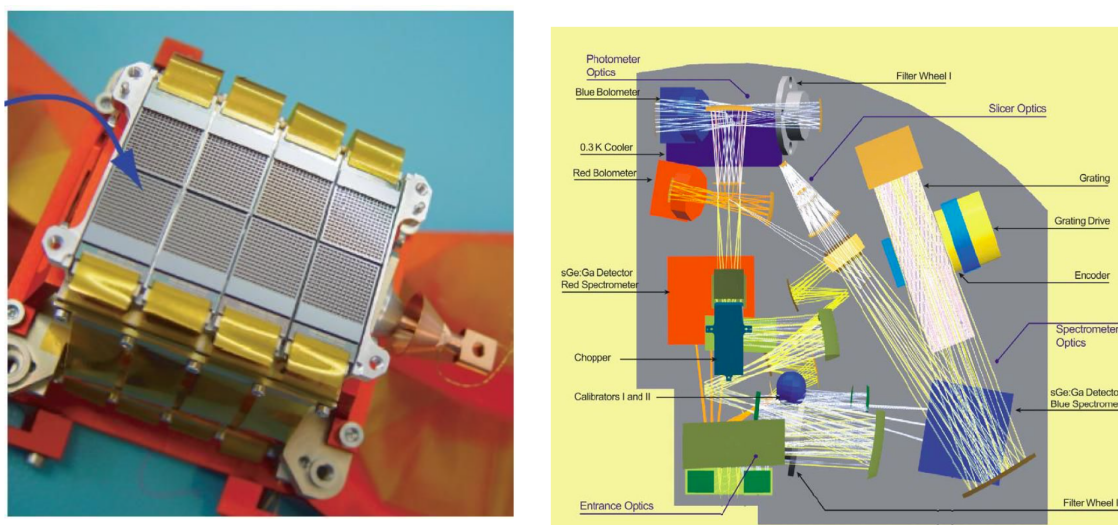 Photometer
Optics
Filter Wheel I
Blue Bolometer
Slicer Optics
0.3 K Cooler
Red Bolometer
Grating
Grating Drive
sGe:Ga Detector
Red Spectrometer
Encoder
Spectrometer
Optics
Chopper
sGe:Ga Detecto
Blue Spectrome
Calibrators I and II
Entrance Optics
Filter Wheel I